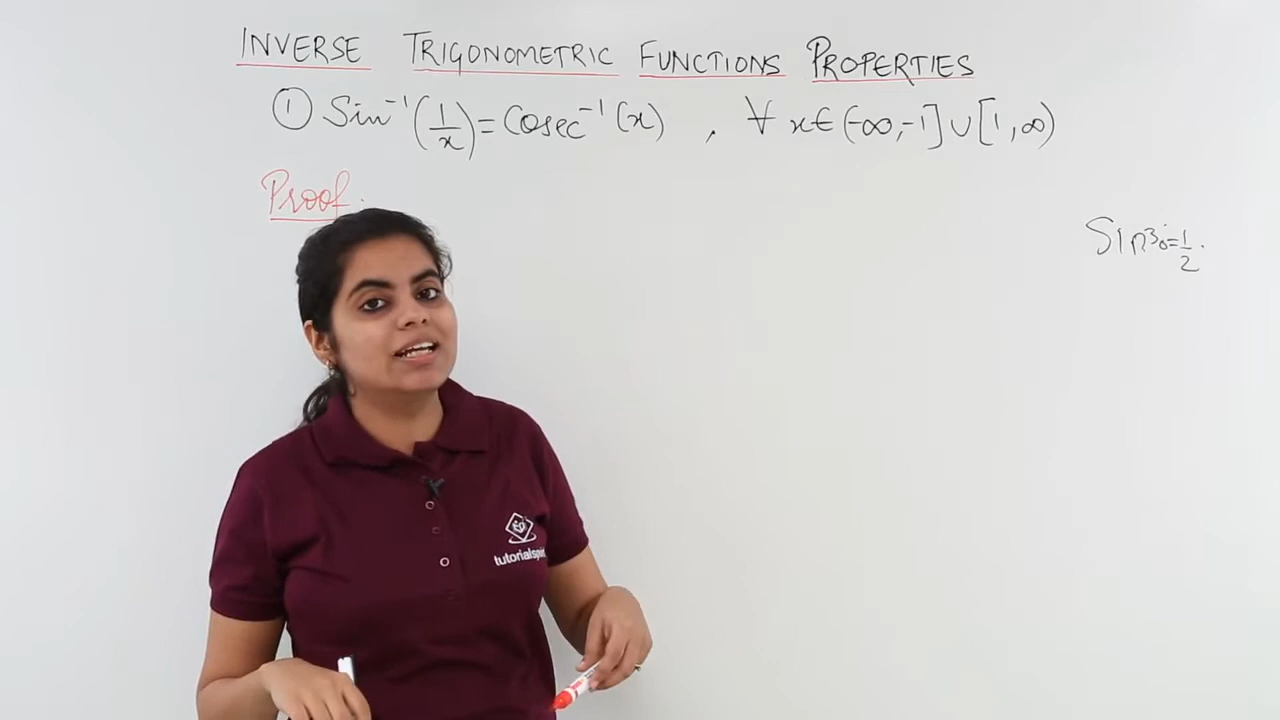 INVERSE TRIGONOMETRIC FUNCTIONS PROPERTIES
① Sin⁻¹(1/x) = Cosec⁻¹(x) , ∀ x ∈ (-∞, -1] ∪ [1, ∞)
Proof.
Sin30° = 1/2.
tutorialspoint